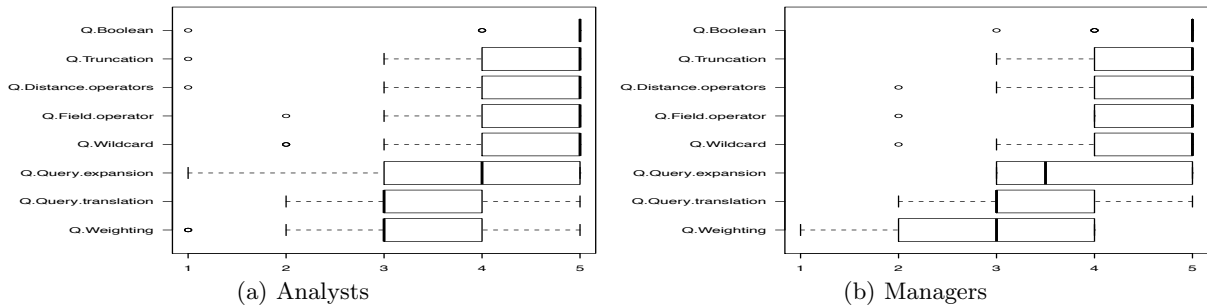 Q.Boolean
Q.Truncation
Q.Distance.operators
Q.Field.operator
Q.Wildcard
Q.Query.expansion
Q.Query.translation
Q.Weighting
1 2 3 4 5
(a) Analysts
Q.Boolean
Q.Truncation
Q.Distance.operators
Q.Field.operator
Q.Wildcard
Q.Query.expansion
Q.Query.translation
Q.Weighting
1 2 3 4 5
(b) Managers